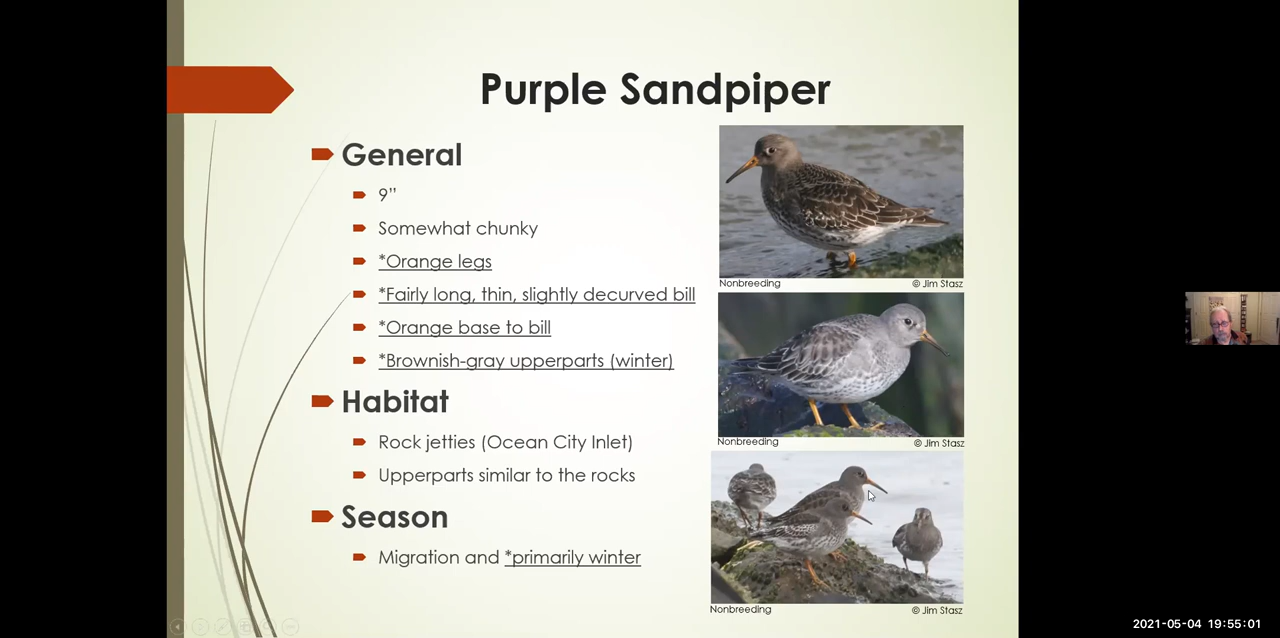 Purple Sandpiper
General
9”
Somewhat chunky
*Orange legs
*Fairly long, thin, slightly decurved bill
*Orange base to bill
*Brownish-gray upperparts (winter)
Habitat
Rock jetties (Ocean City Inlet)
Upperparts similar to the rocks
Season
Migration and *primarily winter
Nonbreeding © Jim Stasz
Nonbreeding © Jim Stasz
Nonbreeding © Jim Stasz
2021-05-04 19:55:01